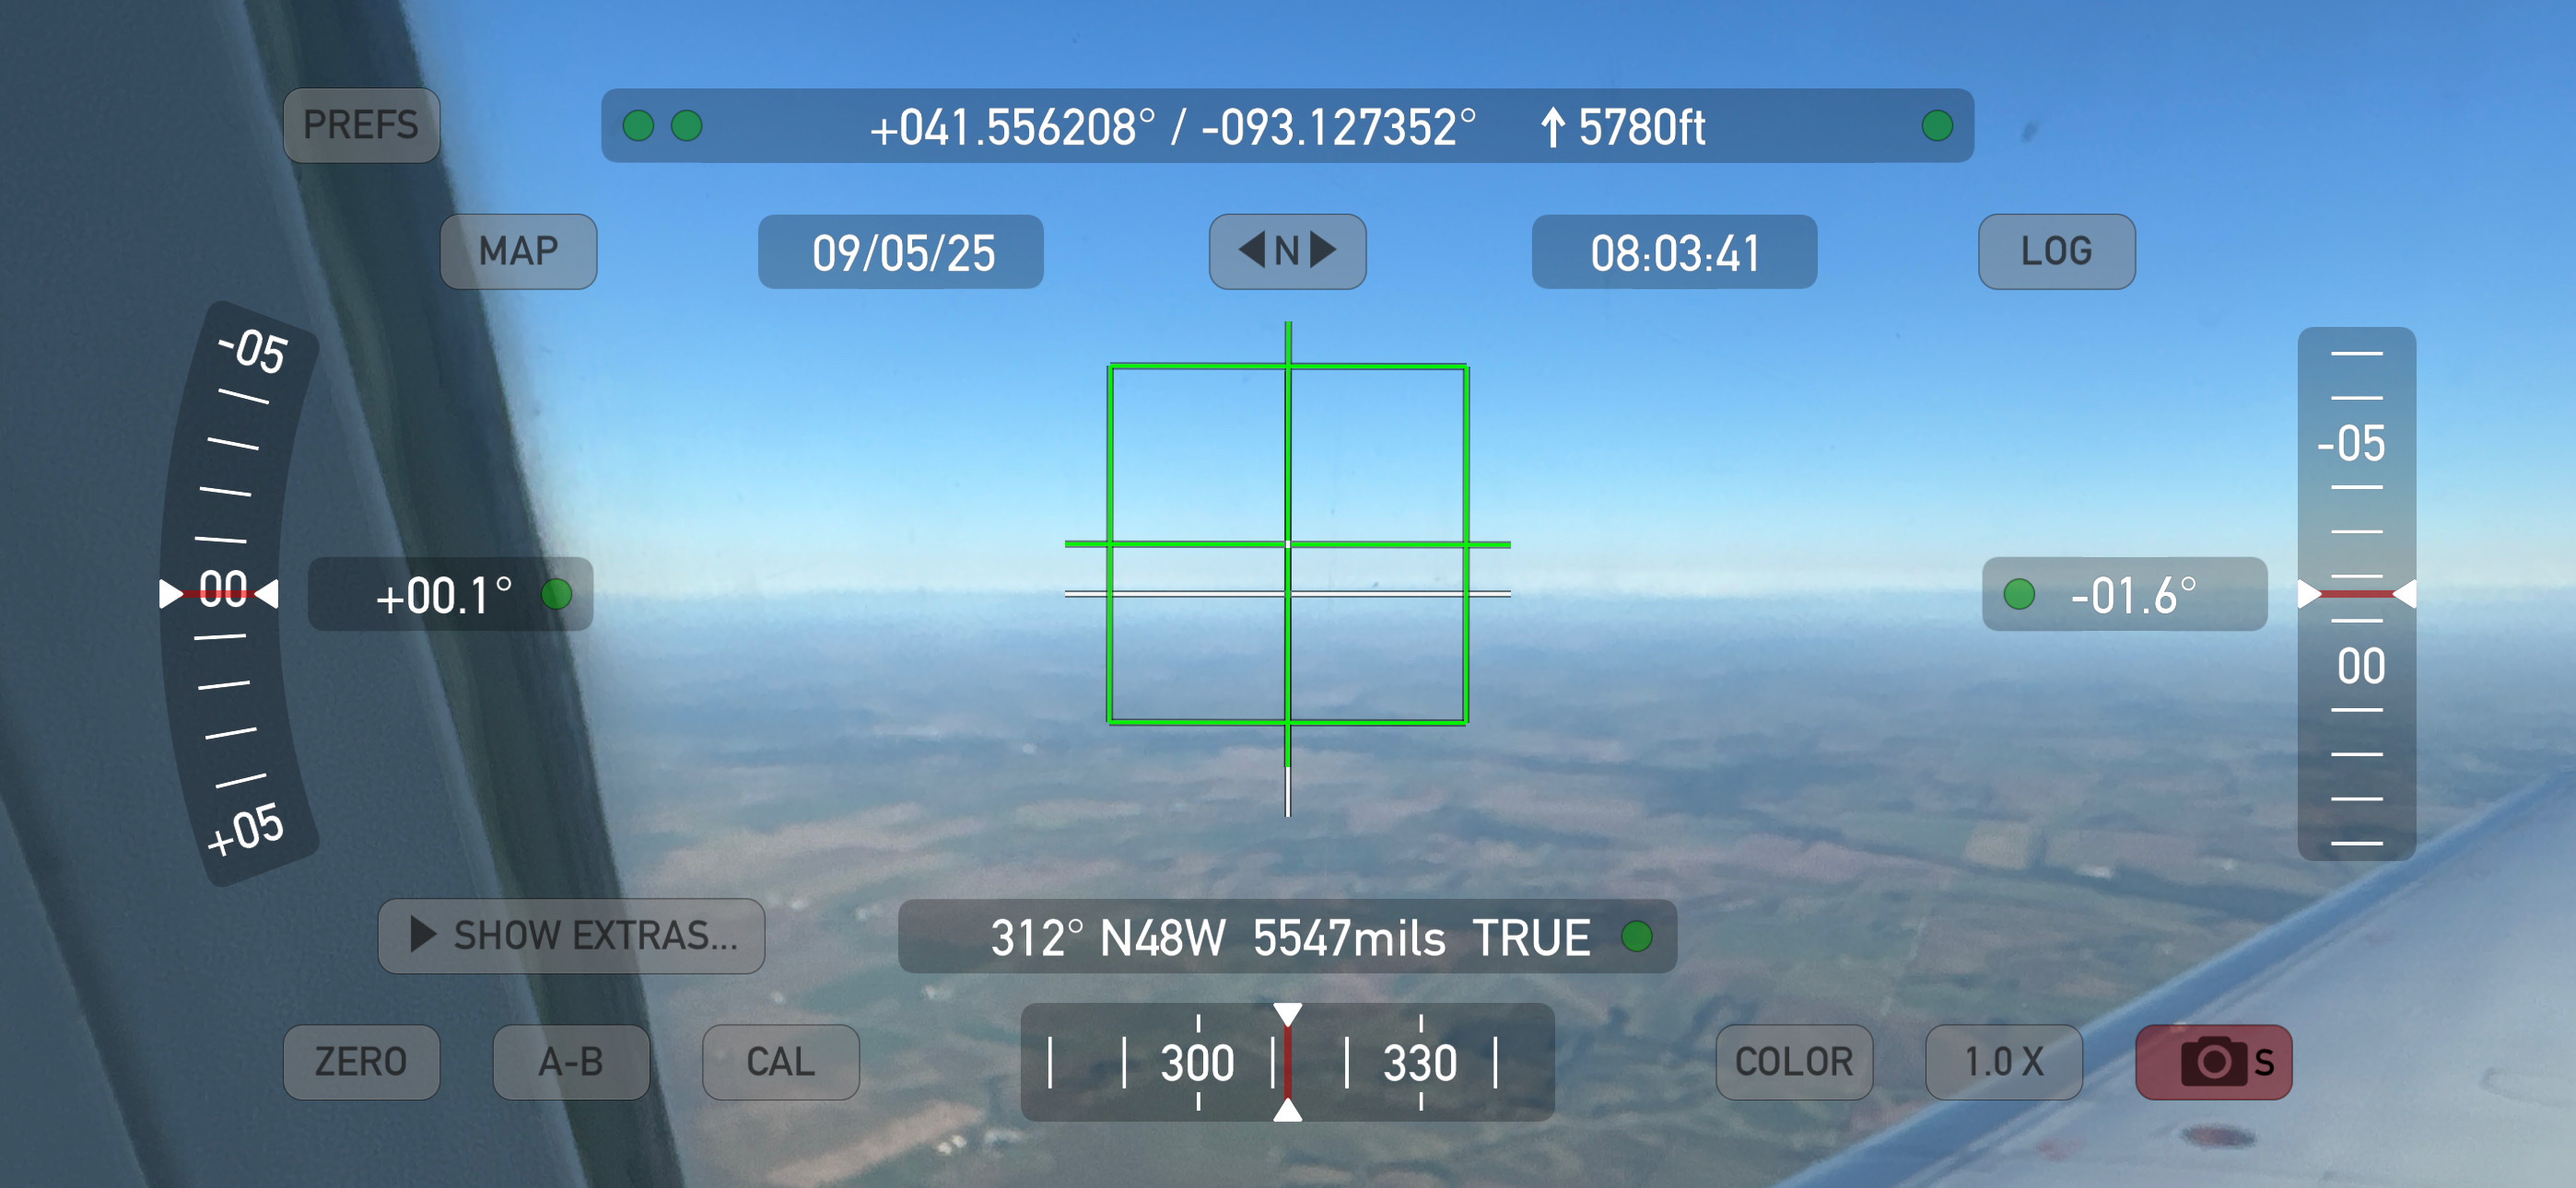 PREFS
+041.556208° / -093.127352° ↑ 5780ft
MAP
09/05/25
◀N▶
08:03:41
LOG
-05
00
+05
+00.1°
-05
00
-01.6°
▶ SHOW EXTRAS...
312° N48W 5547mils TRUE
ZERO
A-B
CAL
300
330
COLOR
1.0 X
S